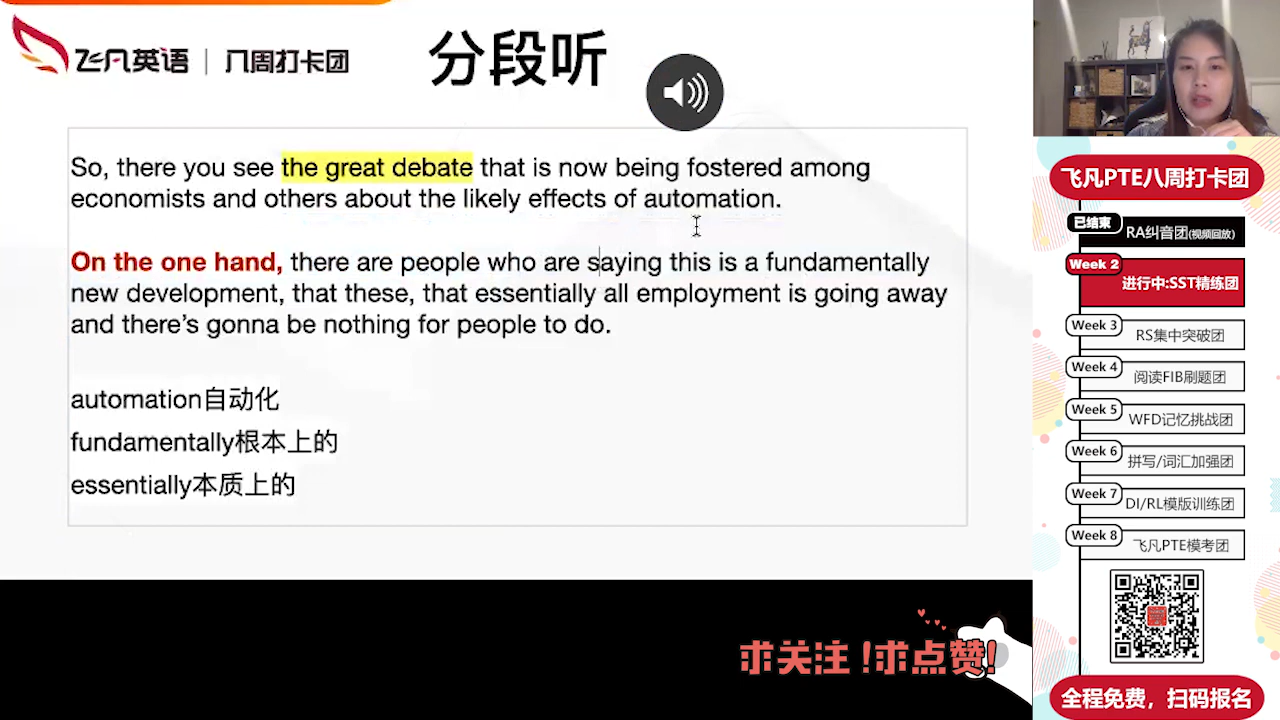 飞凡英语 | 八周打卡团
分段听
So, there you see the great debate that is now being fostered among
economists and others about the likely effects of automation.
On the one hand, there are people who are saying this is a fundamentally
new development, that these, that essentially all employment is going away
and there’s gonna be nothing for people to do.
automation自动化
fundamentally根本上的
essentially本质上的
求关注!求点赞!
飞凡PTE八周打卡团
已结束
RA纠音团(视频回放)
Week 2
进行中:SST精练团
Week 3
RS集中突破团
Week 4
阅读FIB刷题团
Week 5
WFD记忆挑战团
Week 6
拼写/词汇加强团
Week 7
DI/RL模版训练团
Week 8
飞凡PTE模考团
全程免费，扫码报名